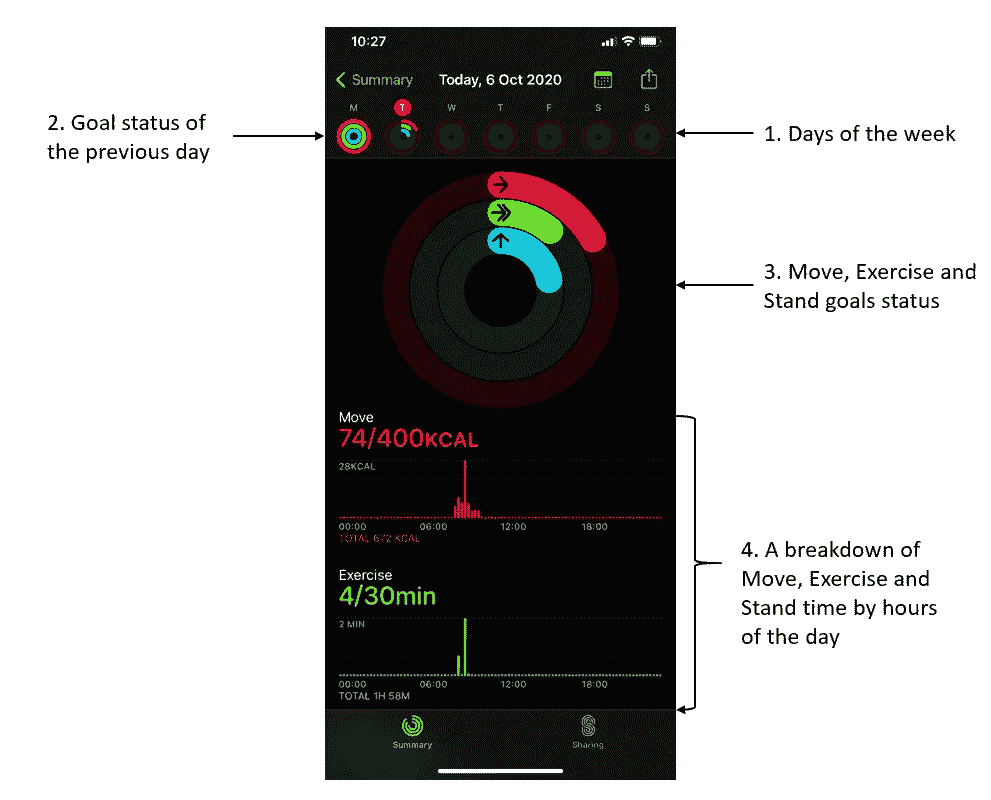 10:27
Summary
Today, 6 Oct 2020
M T W T F S S
2. Goal status of
the previous day
1. Days of the week
3. Move, Exercise and
Stand goals status
Move
74/400KCAL
28KCAL
00:00 06:00 12:00 18:00
TOTAL 672 KCAL
Exercise
4/30min
2 MIN
00:00 06:00 12:00 18:00
TOTAL 1H 58M
4. A breakdown of
Move, Exercise and
Stand time by hours
of the day
Summary
Sharing